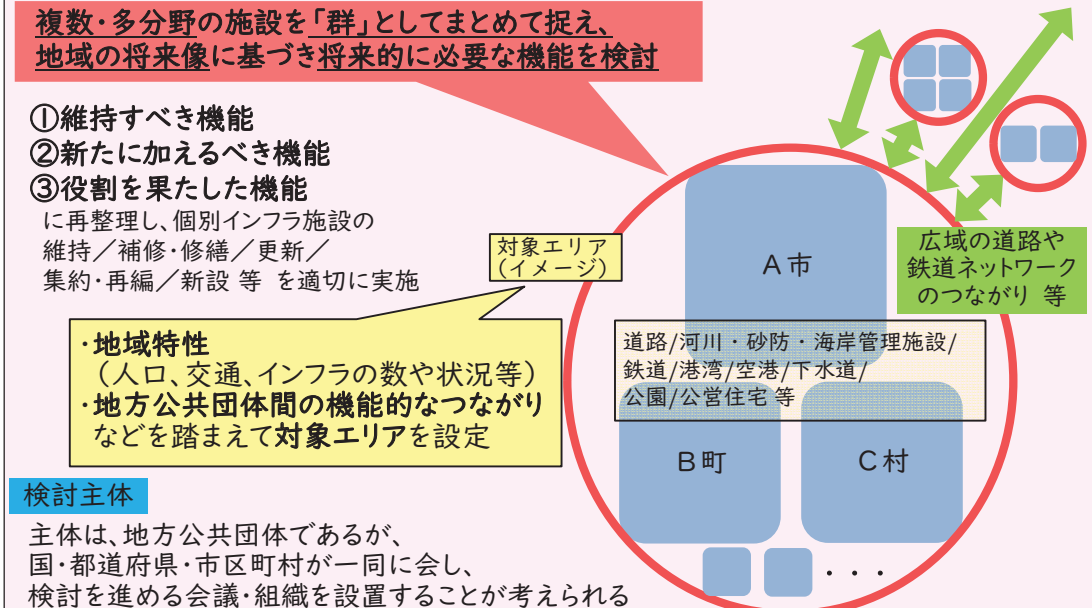 複数・多分野の施設を「群」としてまとめて捉え、
地域の将来像に基づき将来的に必要な機能を検討
①維持すべき機能
②新たに加えるべき機能
③役割を果たした機能
に再整理し、個別インフラ施設の
維持／補修・修繕／更新／
集約・再編／新設 等 を適切に実施
対象エリア
（イメージ）
・地域特性
（人口、交通、インフラの数や状況等）
・地方公共団体間の機能的なつながり
などを踏まえて対象エリアを設定
検討主体
主体は、地方公共団体であるが、
国・都道府県・市区町村が一同に会し、
検討を進める会議・組織を設置することが考えられる
広域の道路や
鉄道ネットワーク
のつながり 等
A市
道路/河川・砂防・海岸管理施設/
鉄道/港湾/空港/下水道/
公園/公営住宅 等
B町
C村
・・・